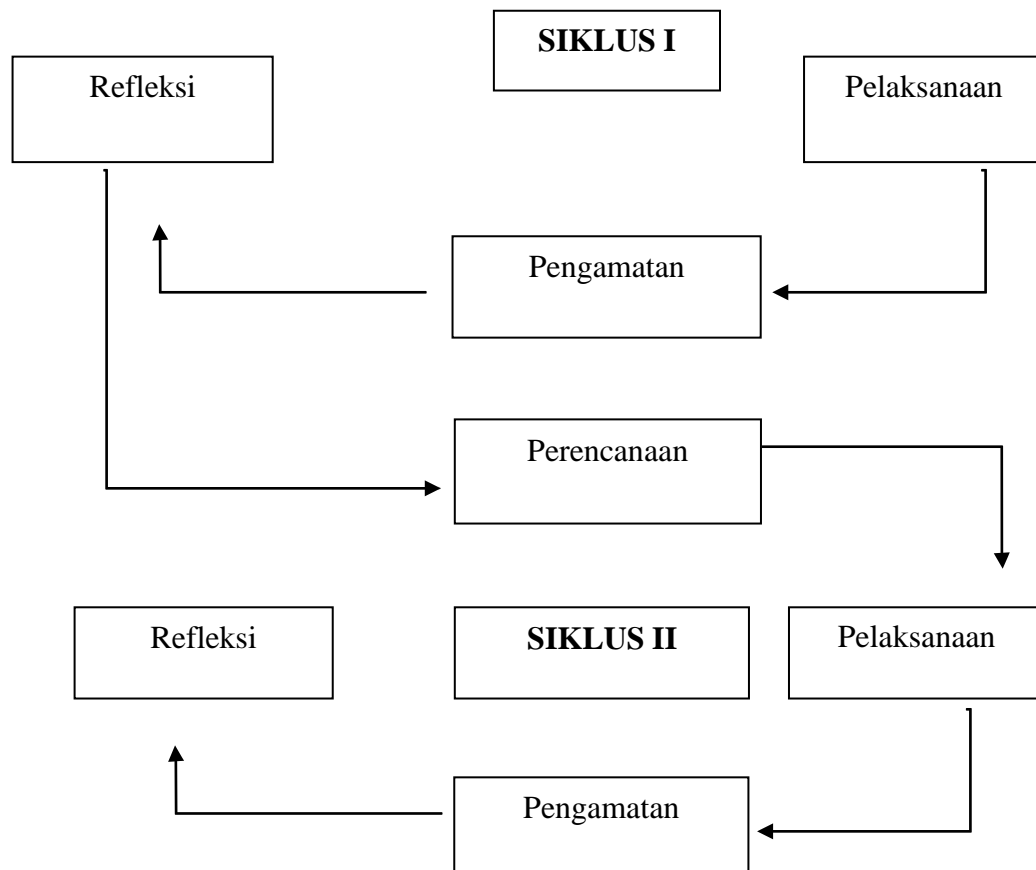 SIKLUS I
Refleksi
Pelaksanaan
Pengamatan
Perencanaan
Refleksi
SIKLUS II
Pelaksanaan
Pengamatan